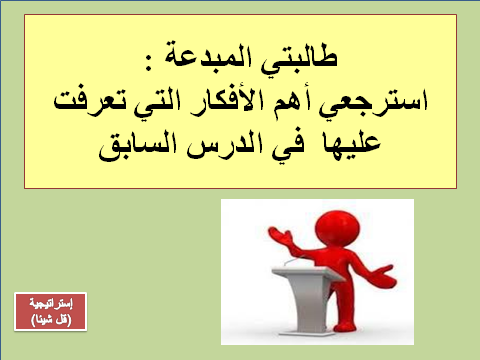 طالبتي المبدعة :
استرجعي أهم الأفكار التي تعرفت
عليها في الدرس السابق
إستراتيجية
(قل شيئا)